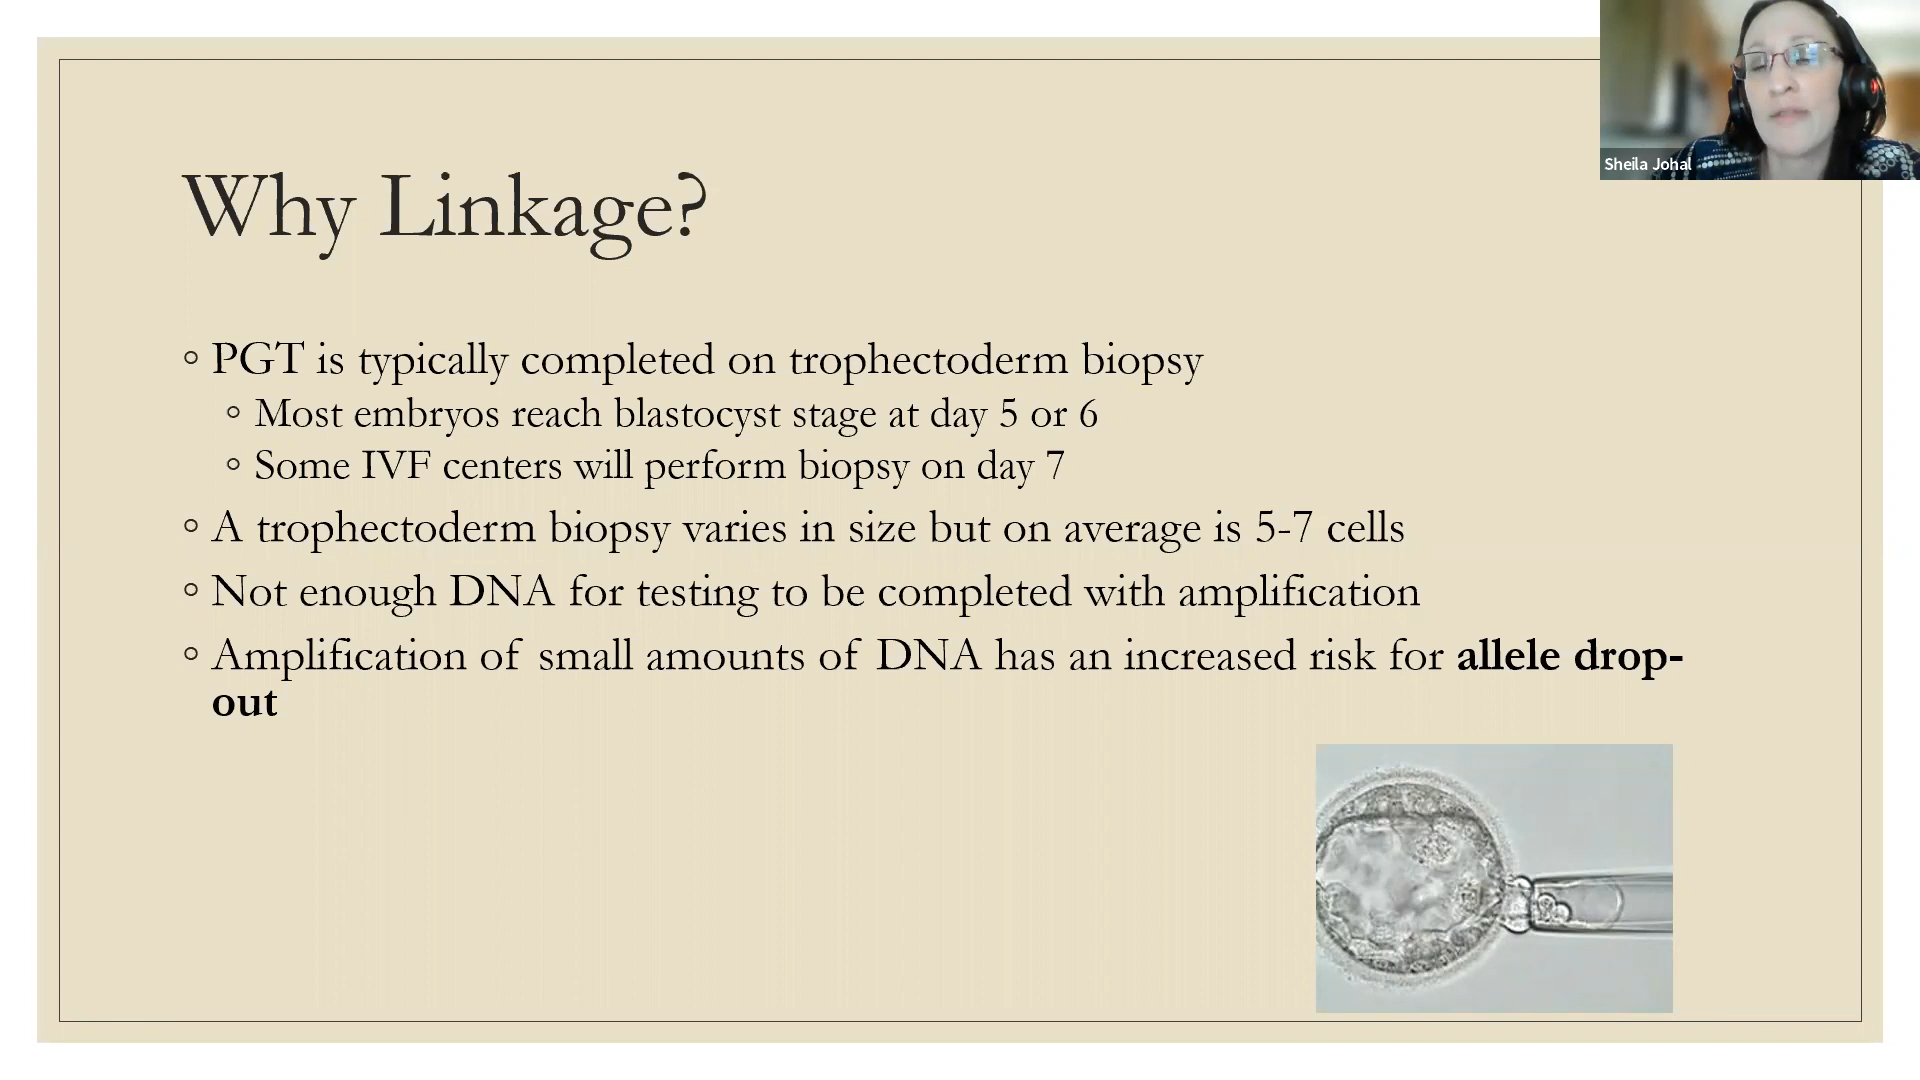 Sheila Johal
Why Linkage?
◦ PGT is typically completed on trophectoderm biopsy
◦ Most embryos reach blastocyst stage at day 5 or 6
◦ Some IVF centers will perform biopsy on day 7
◦ A trophectoderm biopsy varies in size but on average is 5-7 cells
◦ Not enough DNA for testing to be completed with amplification
◦ Amplification of small amounts of DNA has an increased risk for allele drop-
out